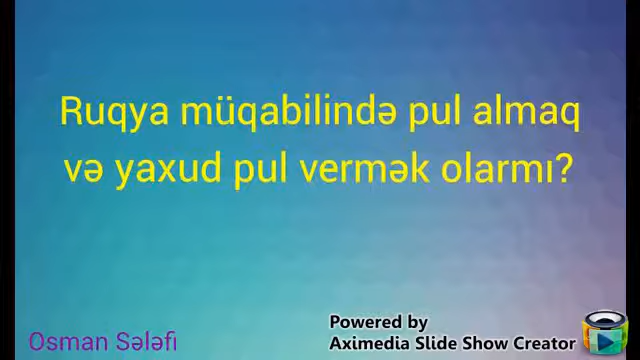 Ruqya müqabilində pul almaq
və yaxud pul vermək olarmı?
Powered by
Osman Sələfi
Aximedia Slide Show Creator